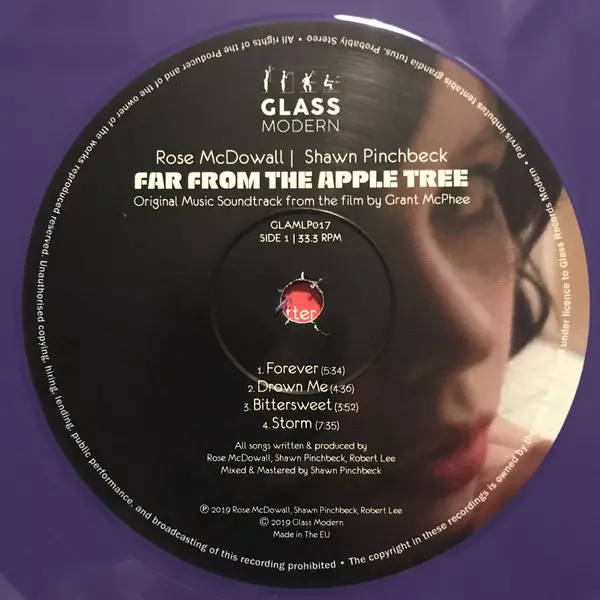 GLASS
MODERN
Rose McDowall | Shawn Pinchbeck
FAR FROM THE APPLE TREE
Original Music Soundtrack from the film by Grant McPhee
GLAMLP017
SIDE 1 | 33.3 RPM
rter
1. Forever (5:34)
2. Drown Me (4:36)
3. Bittersweet (3:52)
4. Storm (7:35)
All songs written & produced by
Rose McDowall, Shawn Pinchbeck, Robert Lee
Mixed & Mastered by Shawn Pinchbeck
℗ 2019 Rose McDowall, Shawn Pinchbeck, Robert Lee
© 2019 Glass Modern
Made in The EU
• All rights of the Producer and of the owner of the works reproduced reserved. Unauthorised copying, hiring, lending, public performance, and broadcasting of this recording prohibited • The copyright in these recordings is owned by
under licence to Glass Records Modern • Parvis imbutus tentabis grandia tutus. Probably Stereo